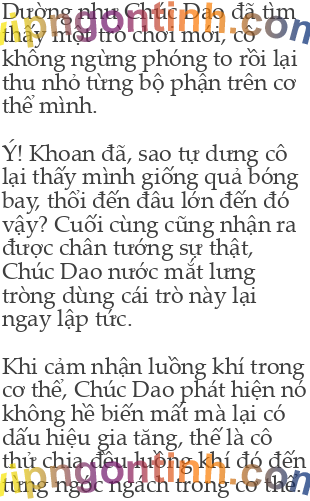 Dường như Chúc Dao đã tìm
thấy một trò chơi mới, cô
không ngừng phóng to rồi lại
thu nhỏ từng bộ phận trên cơ
thể mình.
Ý! Khoan đã, sao tự dưng cô
lại thấy mình giống quả bóng
bay, thổi đến đâu lớn đến đó
vậy? Cuối cùng cũng nhận ra
được chân tướng sự thật,
Chúc Dao nước mắt lưng
tròng dùng cái trò này lại
ngay lập tức.
Khi cảm nhận luồng khí trong
cơ thể, Chúc Dao phát hiện nó
không hề biến mất mà lại có
dấu hiệu gia tăng, thế là cô
thử chia đều luồng khí đó đến
từng ngóc ngách trong cơ thể.
vipngontinh.com
vipngontinh.com